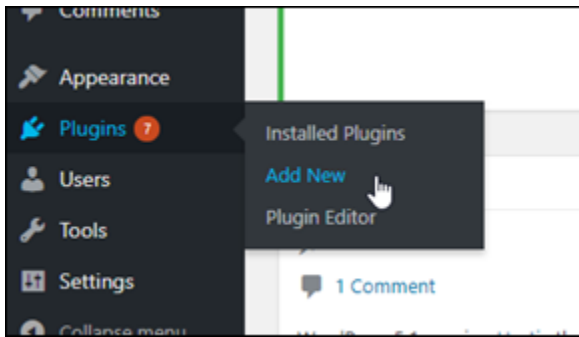 Comments
Appearance
Plugins 7
Installed Plugins
Add New
Plugin Editor
Users
Tools
Settings
1 Comment
Collapse menu